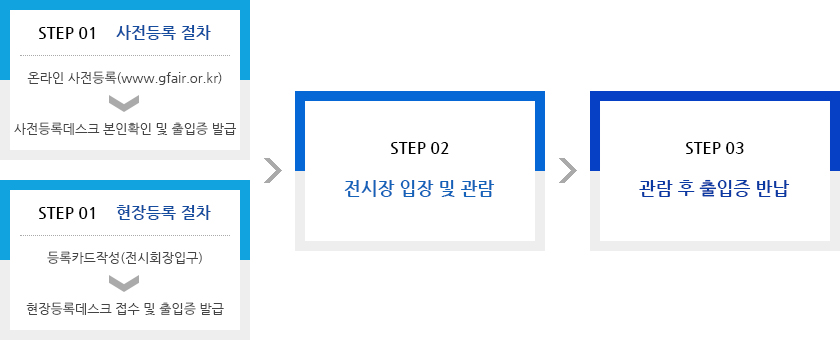 STEP 01 사전등록 절차
온라인 사전등록(www.gfair.or.kr)
사전등록데스크 본인확인 및 출입증 발급
STEP 01 현장등록 절차
등록카드작성(전시회장입구)
현장등록데스크 접수 및 출입증 발급
STEP 02
전시장 입장 및 관람
STEP 03
관람 후 출입증 반납